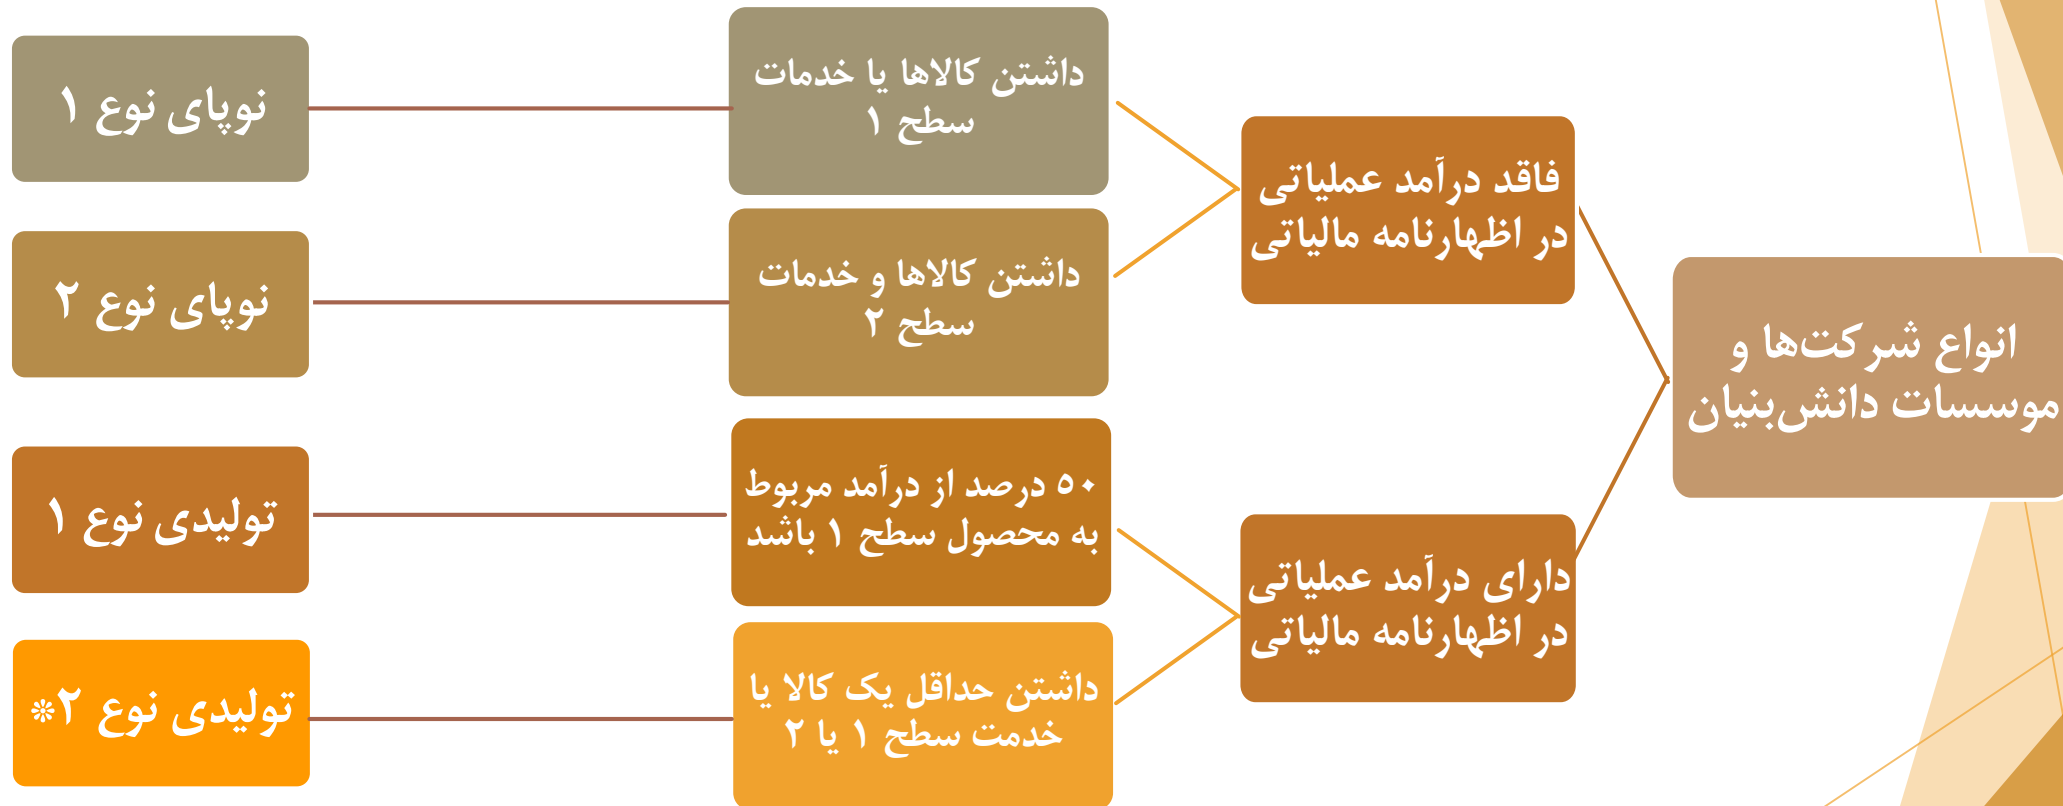 انواع شرکت‌ها و
موسسات دانش‌بنیان
فاقد درآمد عملیاتی
در اظهارنامه مالیاتی
داشتن کالاها یا خدمات
سطح ۱
نوپای نوع ۱
داشتن کالاها و خدمات
سطح ۲
نوپای نوع ۲
دارای درآمد عملیاتی
در اظهارنامه مالیاتی
۵۰ درصد از درآمد مربوط
به محصول سطح ۱ باشد
تولیدی نوع ۱
داشتن حداقل یک کالا یا
خدمت سطح ۱ یا ۲
تولیدی نوع ۲*